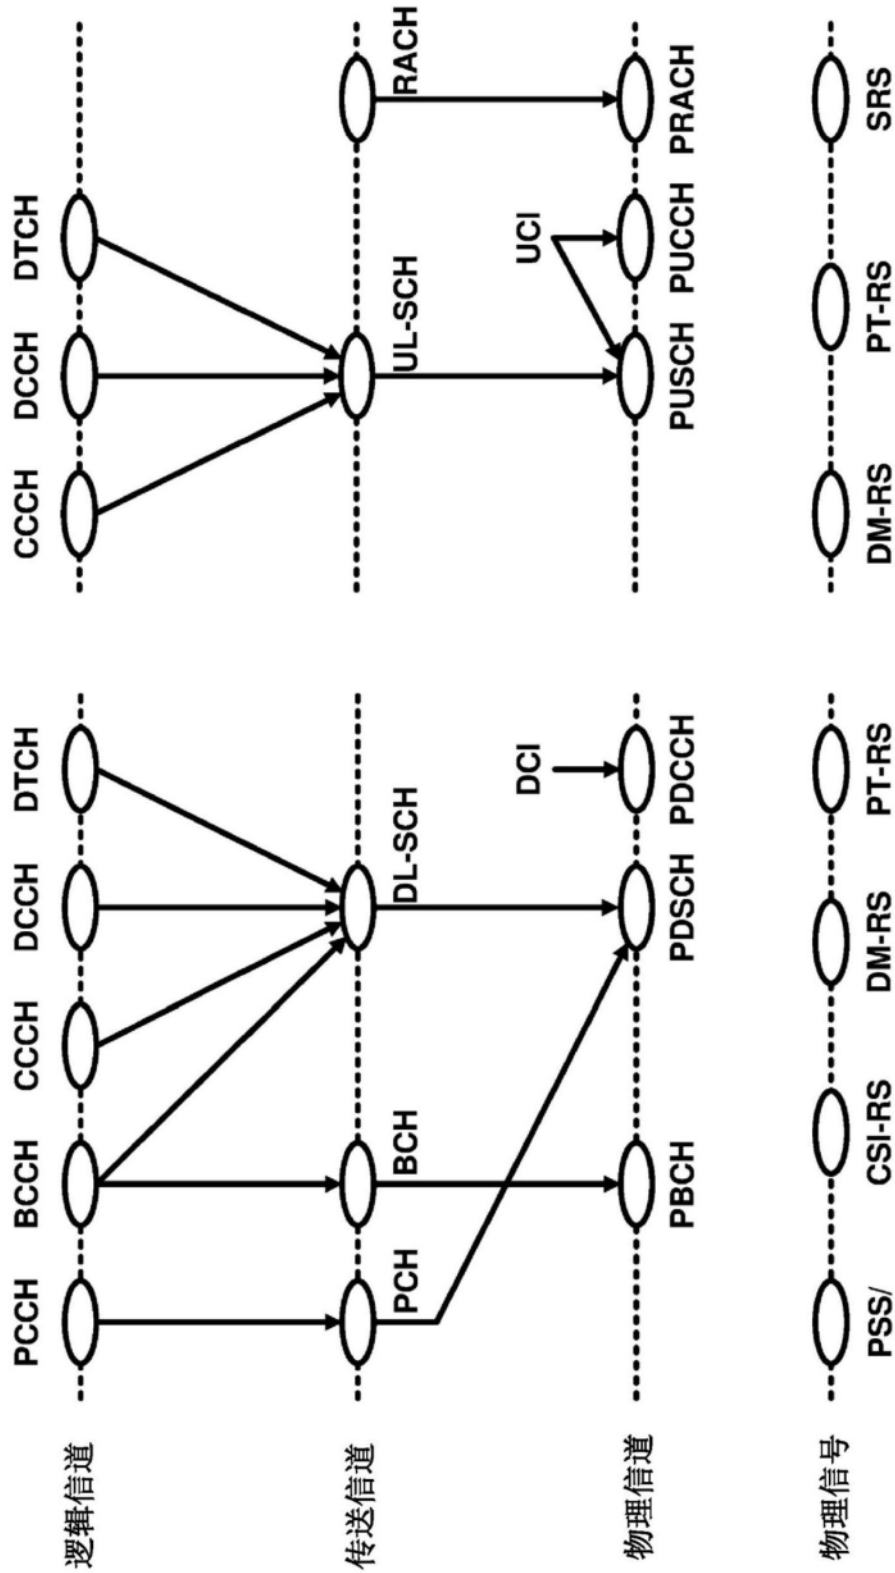 逻辑信道
PCCH
BCCH
CCCH
DCCH
DTCH
CCCH
DCCH
DTCH
传送信道
PCH
BCH
DL-SCH
UL-SCH
RACH
DCI
UCI
物理信道
PBCH
PDSCH
PDCCH
PUSCH
PUCCH
PRACH
物理信号
PSS/
CSI-RS
DM-RS
PT-RS
DM-RS
PT-RS
SRS